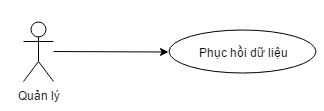 Phục hồi dữ liệu
Quản lý